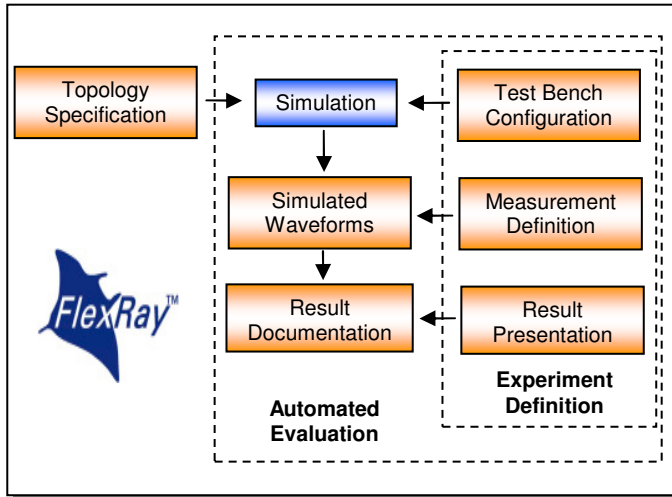 Topology
Specification
Simulation
Test Bench
Configuration
Simulated
Waveforms
Measurement
Definition
FlexRay™
Result
Documentation
Result
Presentation
Experiment
Definition
Automated
Evaluation